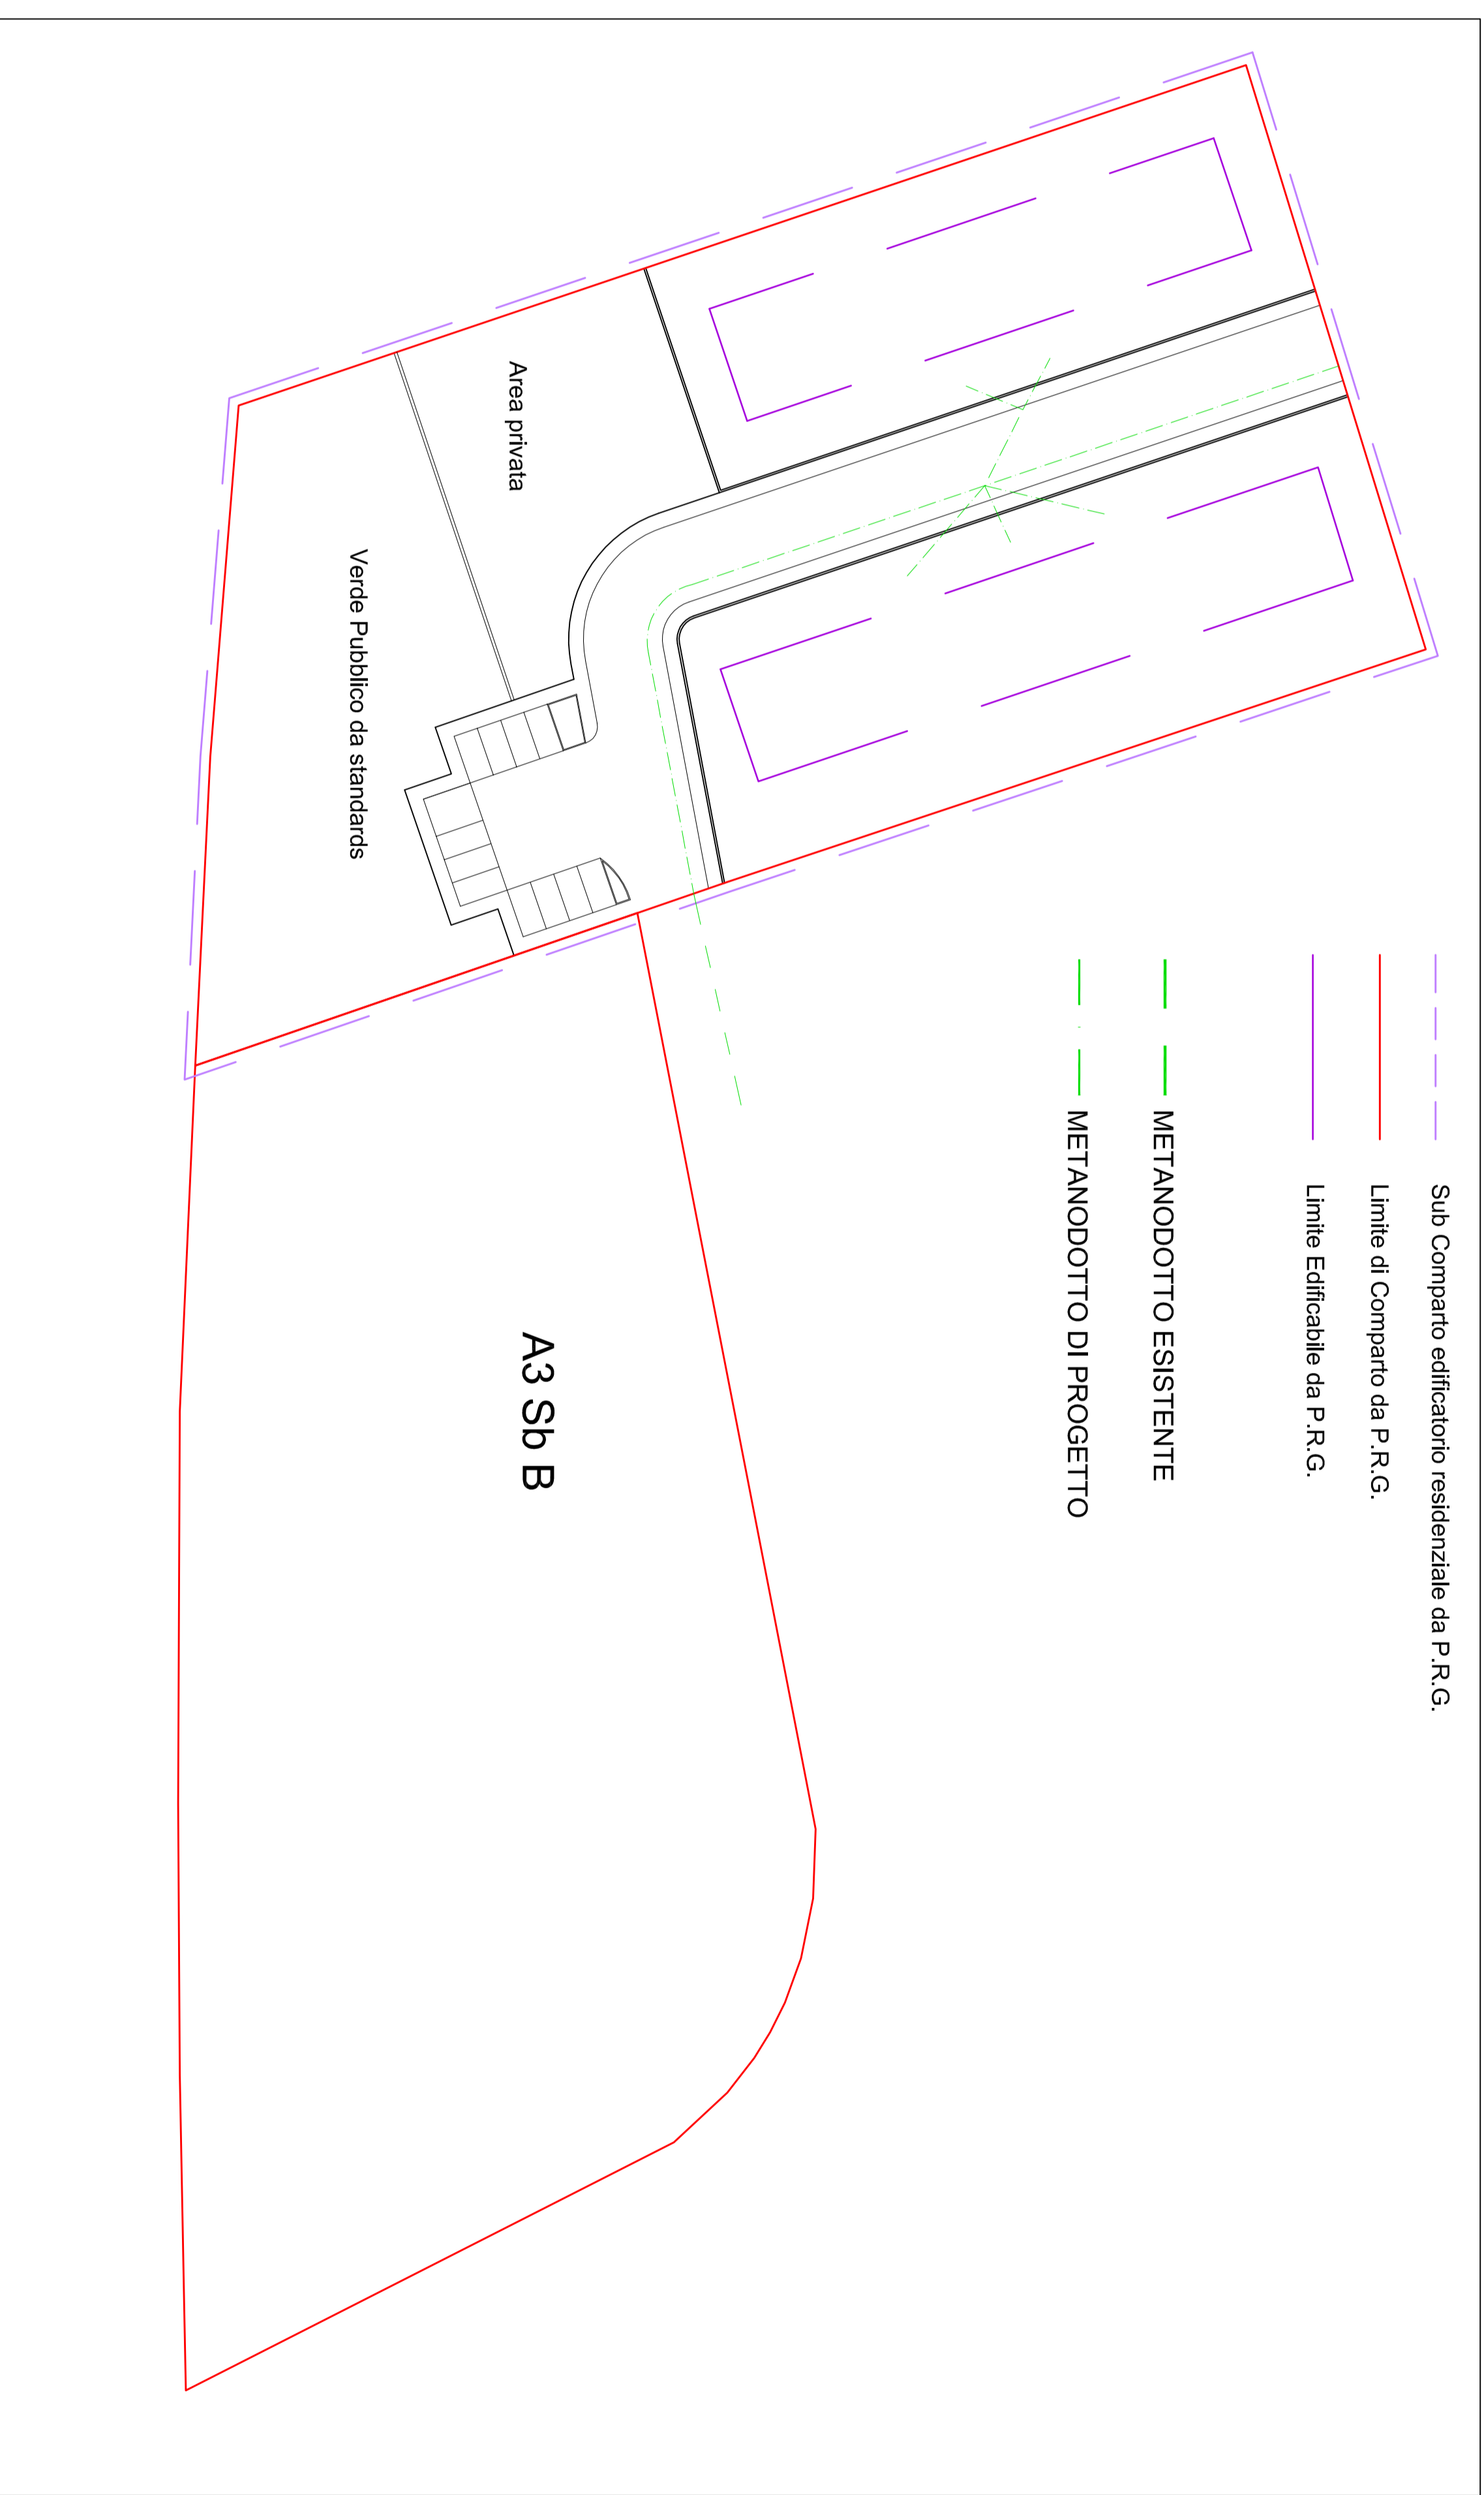 Sub Comparto edificatorio residenziale da P.R.G.
Limite di Comparto da P.R.G.
Limite Edificabile da P.R.G.
METANODOTTO ESISTENTE
METANODOTTO DI PROGETTO
Area privata
Verde Pubblico da standards
A3 Sb B